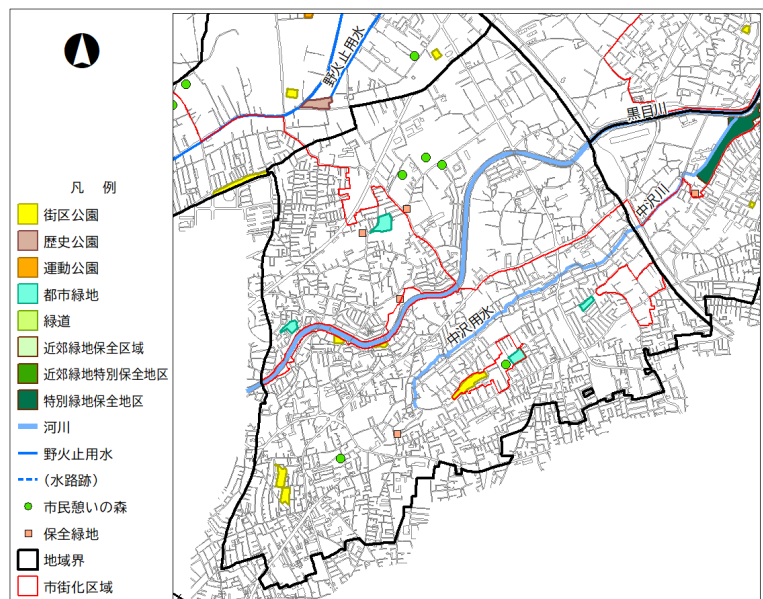 凡 例
街区公園
歴史公園
運動公園
都市緑地
緑道
近郊緑地保全区域
近郊緑地特別保全地区
特別緑地保全地区
河川
野火止用水
(水路跡)
市民憩いの森
保全緑地
地域界
市街化区域
野火止用水
黒目川
中沢川
中沢用水